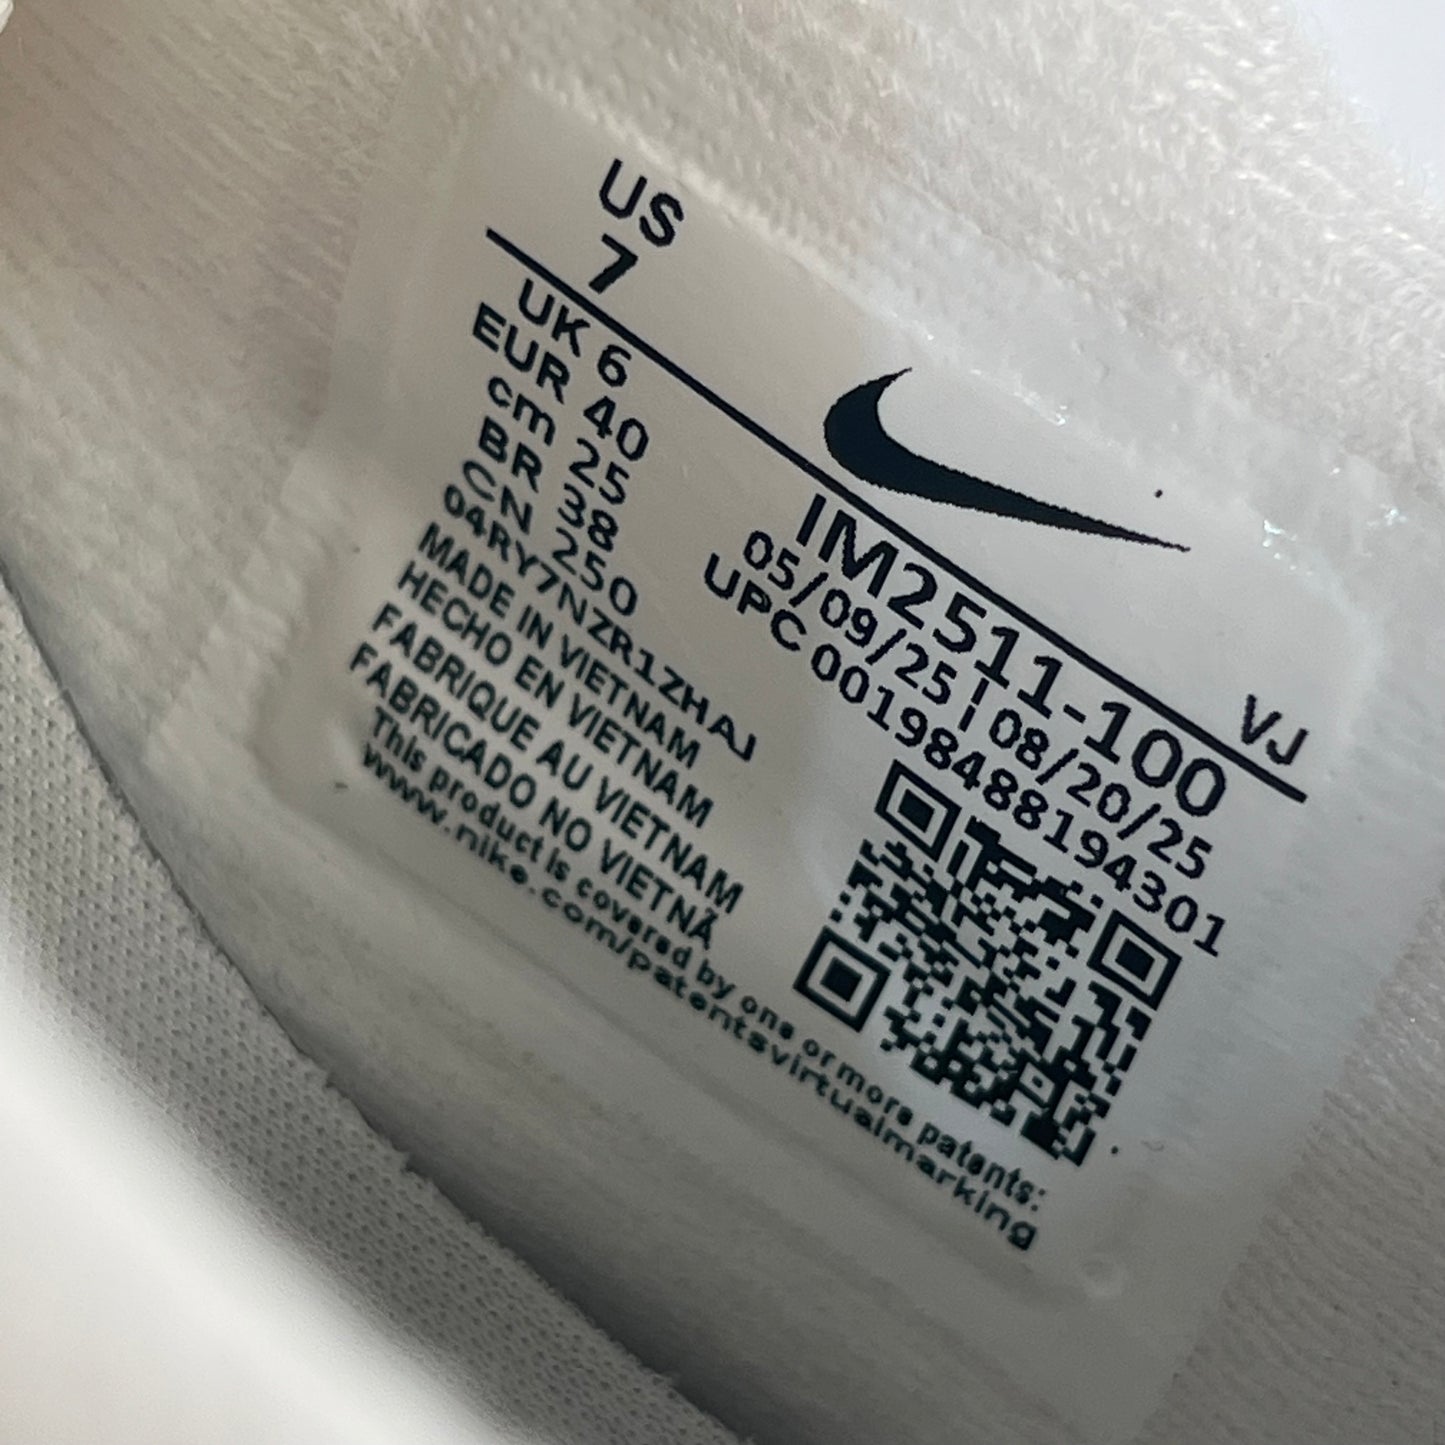 US
7
UK 6
EUR 40
cm 25
BR 38
CN 250
04RY7NZR1ZHAJ
MADE IN VIETNAM
HECHO EN VIETNAM
FABRIQUE AU VIETNAM
FABRICADO NO VIETNÃ
This product is covered by one or more patents:
www.nike.com/patentsvirtualmarking
VJ
IM2511-100
05/09/25 | 08/20/25
UPC 00198488194301